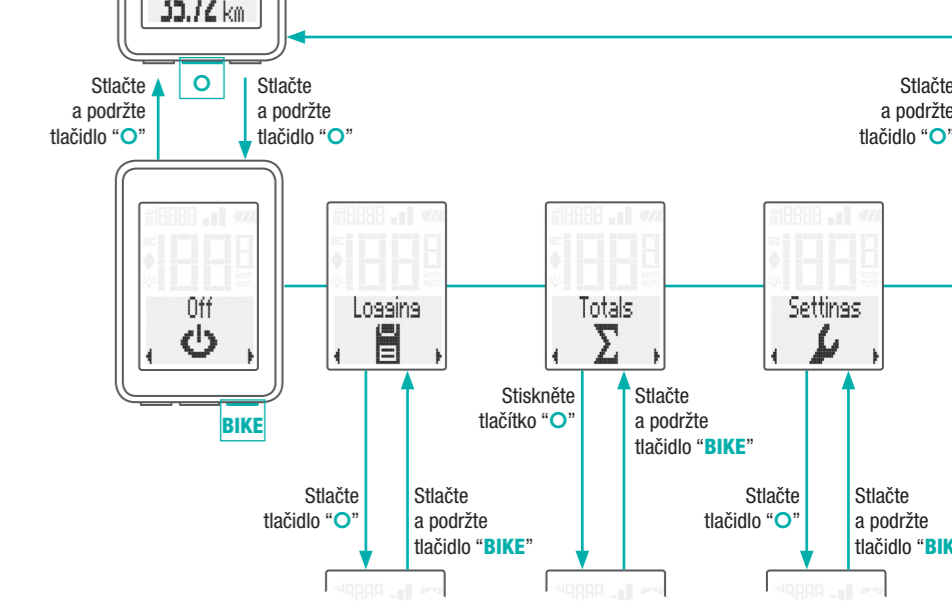 35.72 km
O
Stlačte
a podržte
tlačidlo “O”
Stlačte
a podržte
tlačidlo “O”
Stlačte
a podržte
tlačidlo “O”
Off
Logging
Totals
Settings
BIKE
Stiskněte
tlačítko “O”
Stlačte
a podržte
tlačidlo “BIKE”
Stlačte
tlačidlo “O”
Stlačte
a podržte
tlačidlo “BIKE”
Stlačte
tlačidlo “O”
Stlačte
a podržte
tlačidlo “BIK